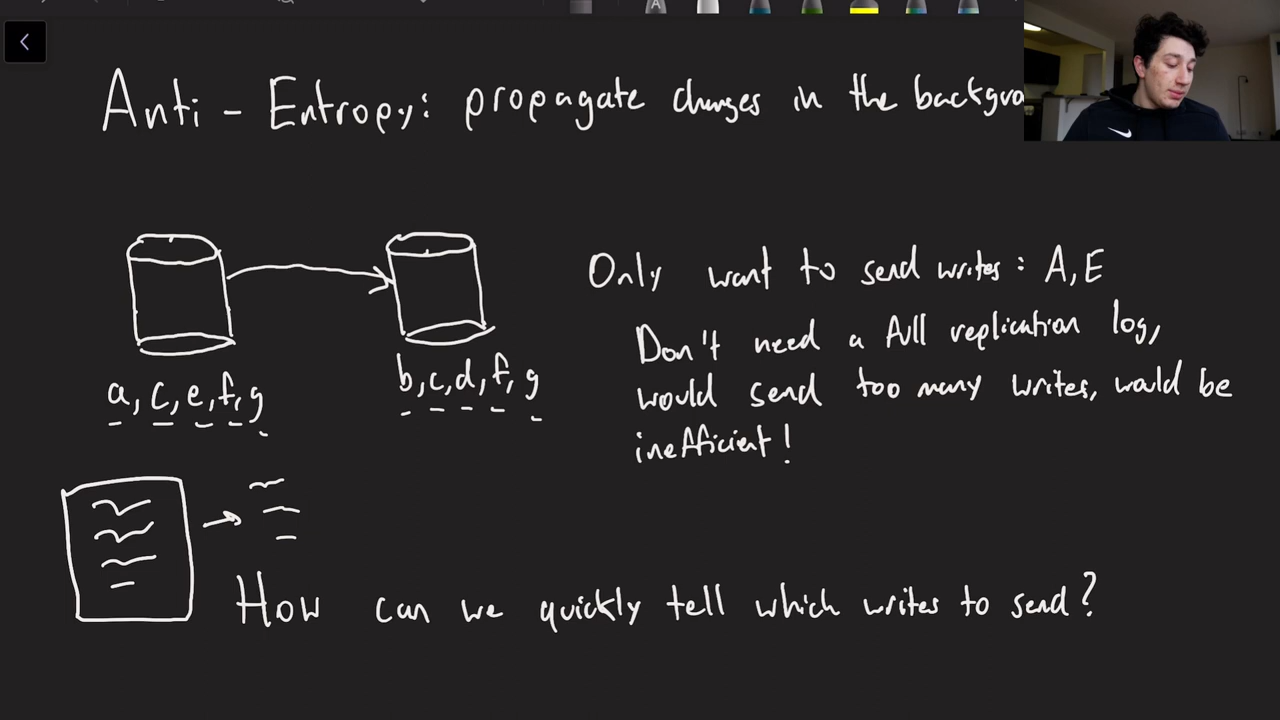 Anti - Entropy: propagate changes in the backgro
Only want to send writes: A, E
Don't need a full replication log,
would send too many writes, would be
inefficient!
a, c, e, f, g
b, c, d, f, g
How can we quickly tell which writes to send?